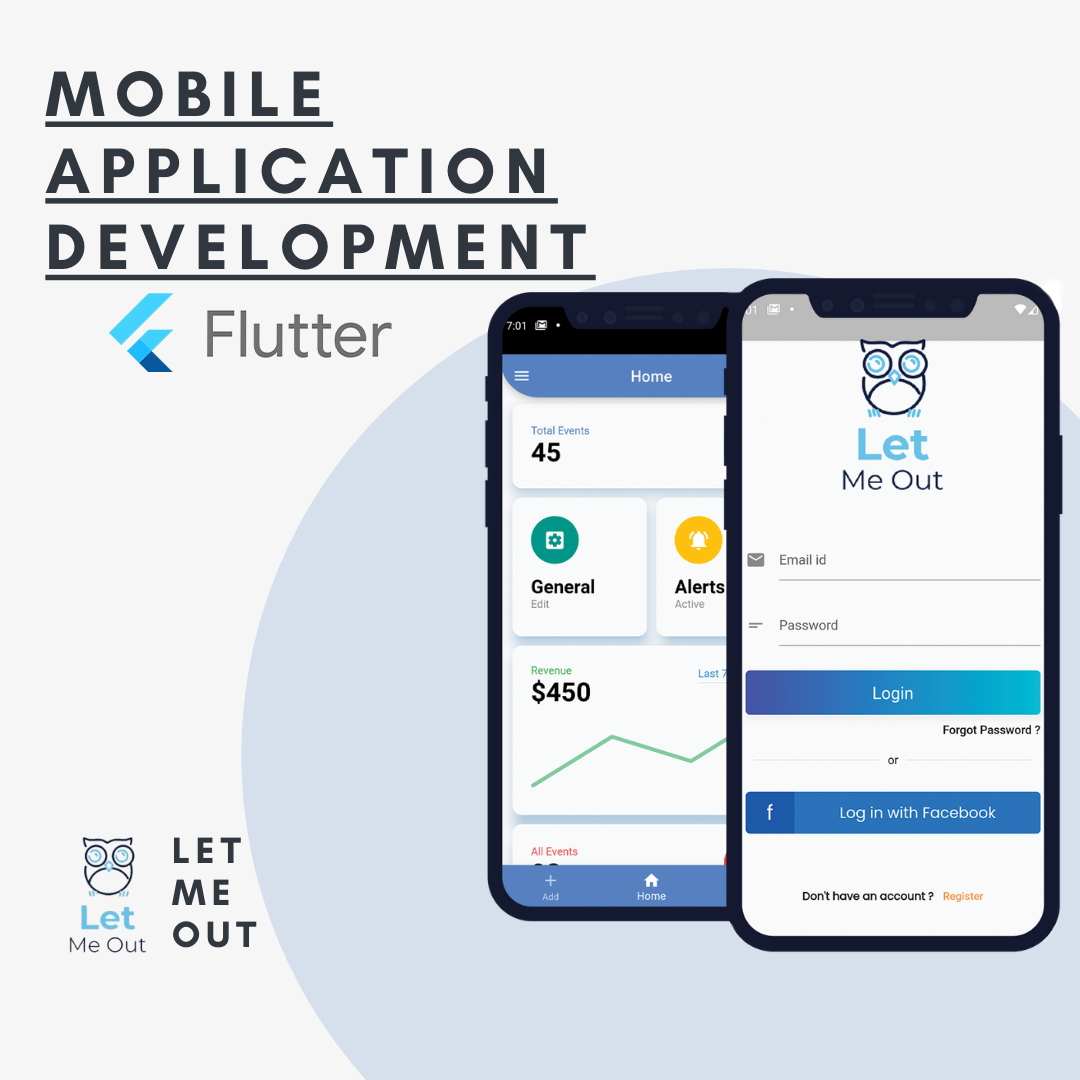 MOBILE
APPLICATION
DEVELOPMENT
Flutter
7:01
Home
Total Events
45
General
Edit
Alerts
Active
Revenue
$450
Last 7
All Events
Add
Home
01
Let
Me Out
Email id
Password
Login
Forgot Password ?
or
f
Log in with Facebook
Don't have an account ? Register
Let
Me Out
LET
ME
OUT